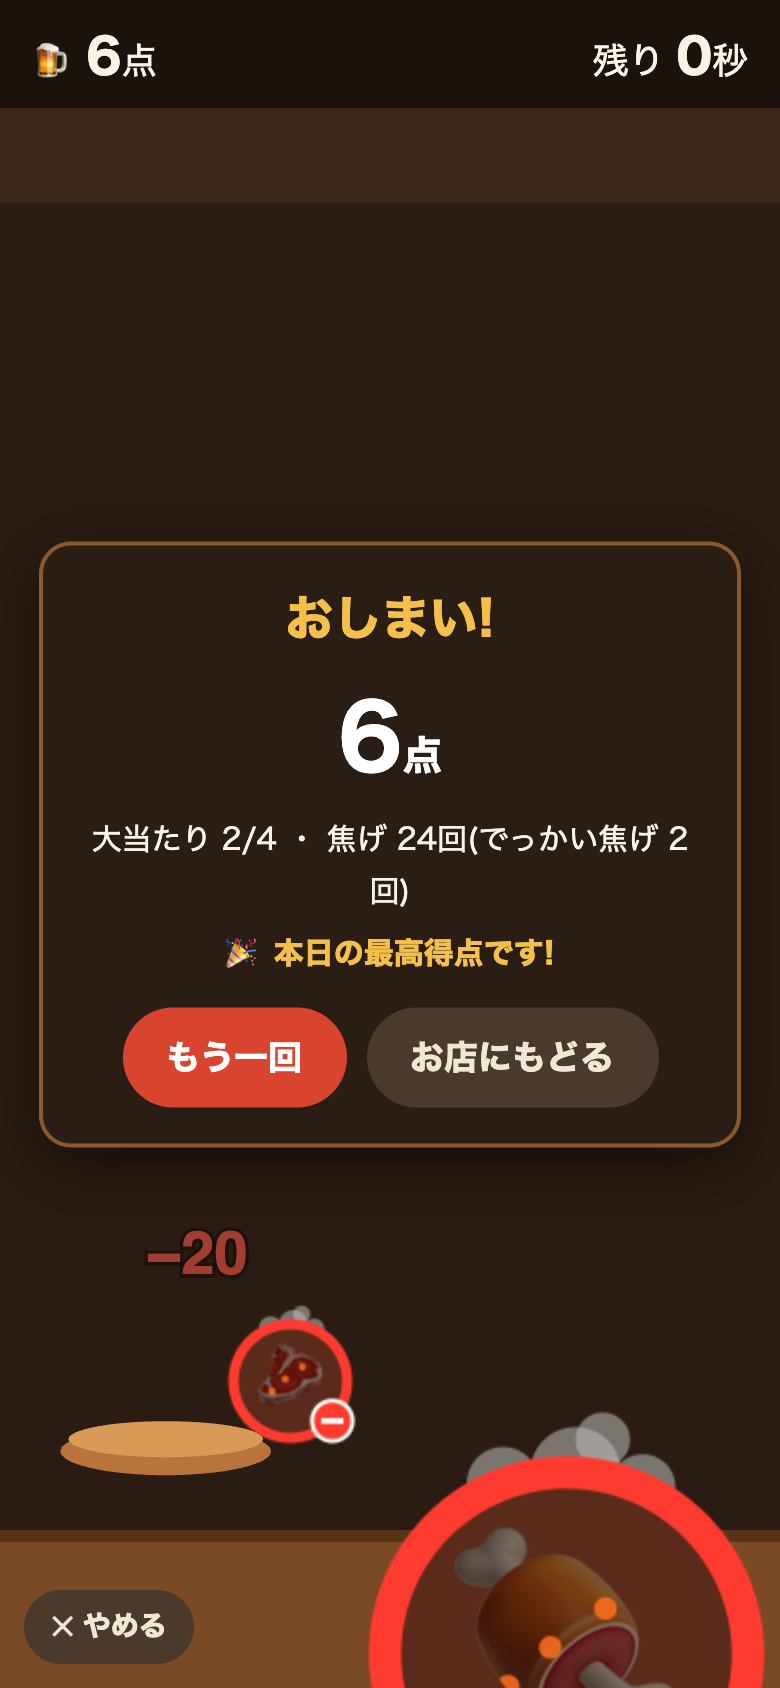 6点
残り 0秒
おしまい!
6点
大当たり 2/4 ・ 焦げ 24回(でっかい焦げ 2
回)
本日の最高得点です!
もう一回
お店にもどる
−20
× やめる